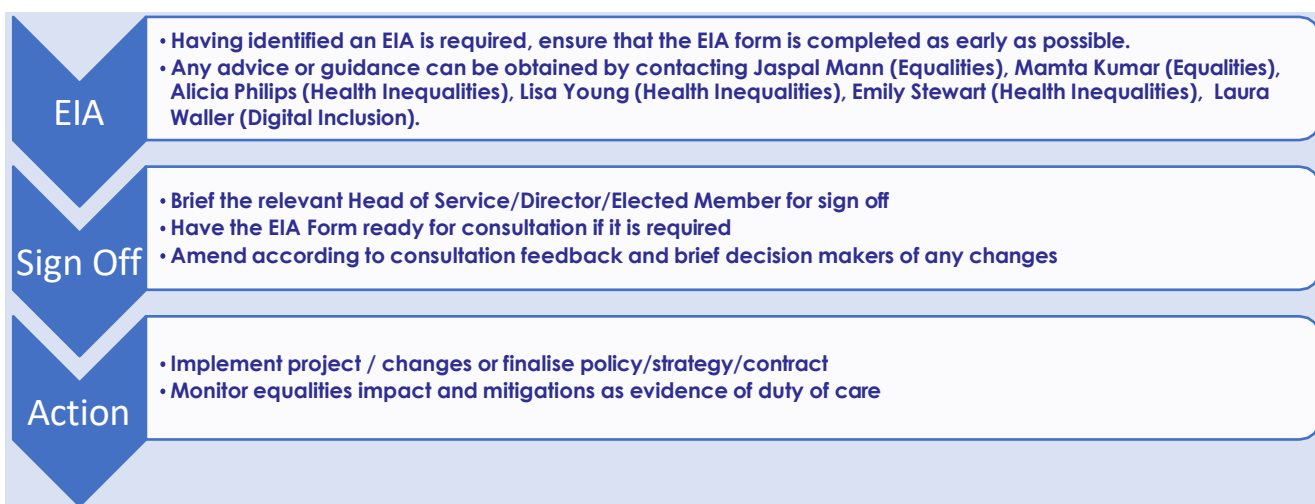 EIA
• Having identified an EIA is required, ensure that the EIA form is completed as early as possible.
• Any advice or guidance can be obtained by contacting Jaspal Mann (Equalities), Mamta Kumar (Equalities),
Alicia Philips (Health Inequalities), Lisa Young (Health Inequalities), Emily Stewart (Health Inequalities), Laura
Waller (Digital Inclusion).
Sign Off
• Brief the relevant Head of Service/Director/Elected Member for sign off
• Have the EIA Form ready for consultation if it is required
• Amend according to consultation feedback and brief decision makers of any changes
Action
• Implement project / changes or finalise policy/strategy/contract
• Monitor equalities impact and mitigations as evidence of duty of care